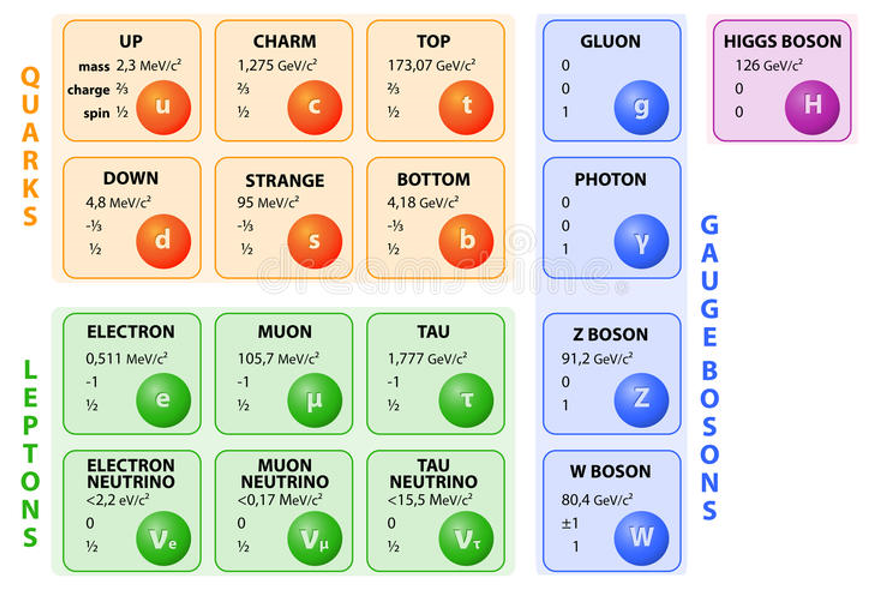 QUARKS
UP
mass 2,3 MeV/c²
charge ⅔
spin ½
u
CHARM
1,275 GeV/c²
⅔
½
c
TOP
173,07 GeV/c²
⅔
½
t
DOWN
4,8 MeV/c²
-⅓
½
d
STRANGE
95 MeV/c²
-⅓
½
s
BOTTOM
4,18 GeV/c²
-⅓
½
b
LEPTONS
ELECTRON
0,511 MeV/c²
-1
½
e
MUON
105,7 MeV/c²
-1
½
μ
TAU
1,777 GeV/c²
-1
½
τ
ELECTRON
NEUTRINO
<2,2 eV/c²
0
½
νe
MUON
NEUTRINO
<0,17 MeV/c²
0
½
νμ
TAU
NEUTRINO
<15,5 MeV/c²
0
½
ντ
GAUGE BOSONS
GLUON
0
0
1
g
PHOTON
0
0
1
γ
Z BOSON
91,2 GeV/c²
0
1
Z
W BOSON
80,4 GeV/c²
±1
1
W
HIGGS BOSON
126 GeV/c²
0
0
H
dreamstime